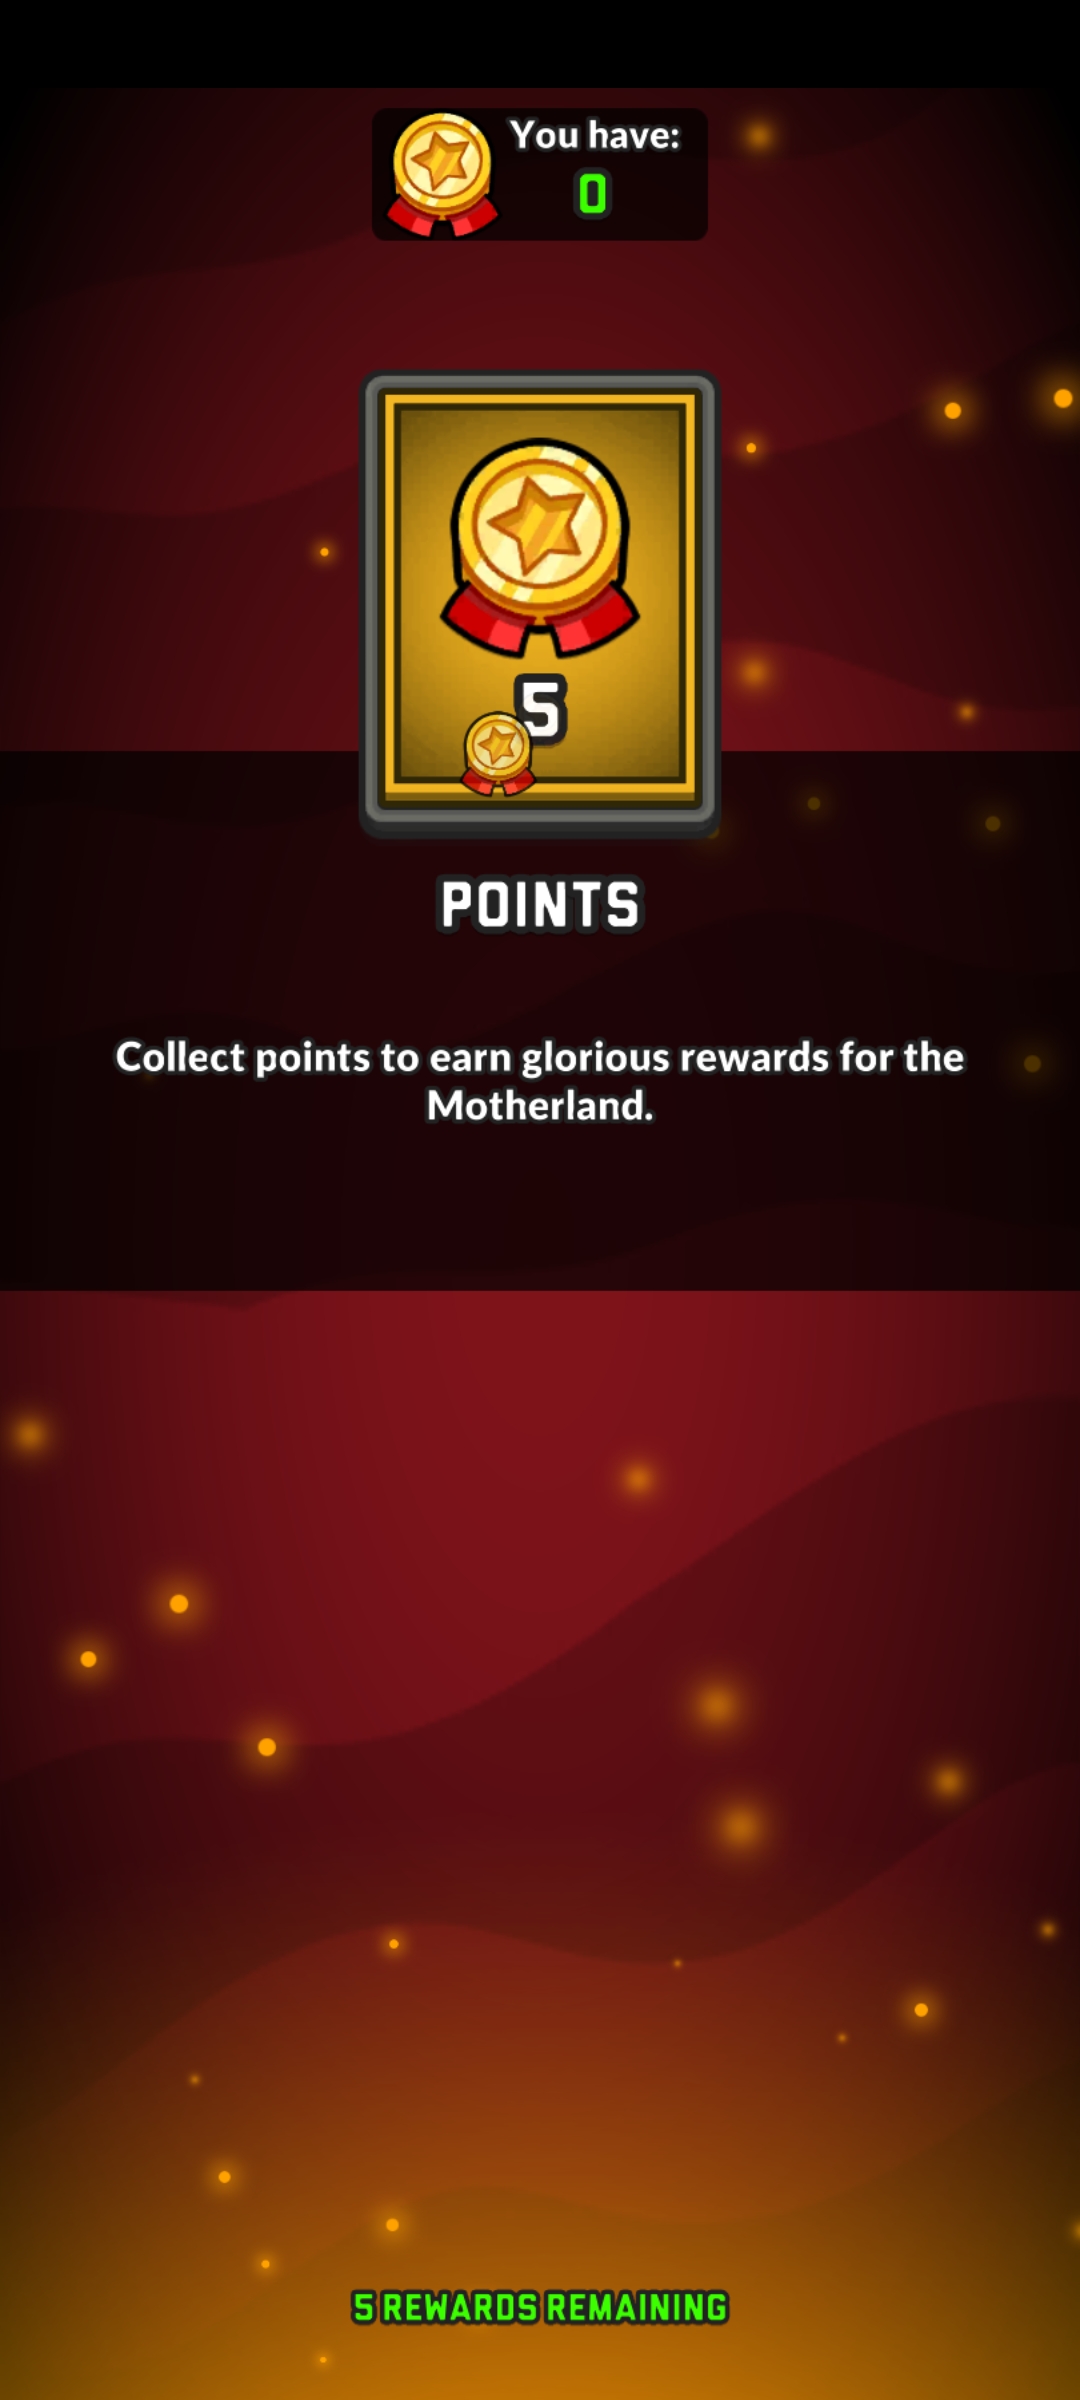 You have:
0
5
POINTS
Collect points to earn glorious rewards for the
Motherland.
5 REWARDS REMAINING